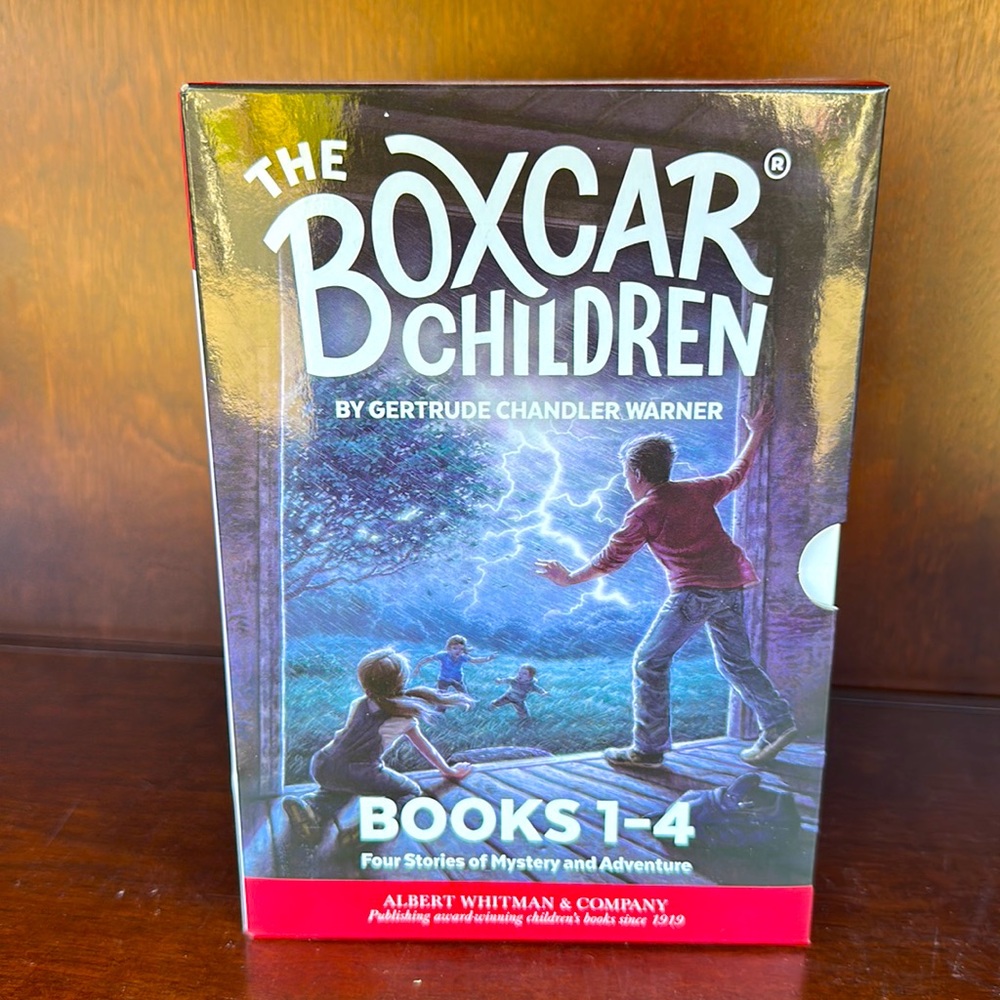 THE
BOXCAR®
CHILDREN
BY GERTRUDE CHANDLER WARNER
BOOKS 1–4
Four Stories of Mystery and Adventure
ALBERT WHITMAN & COMPANY
Publishing award-winning children's books since 1919